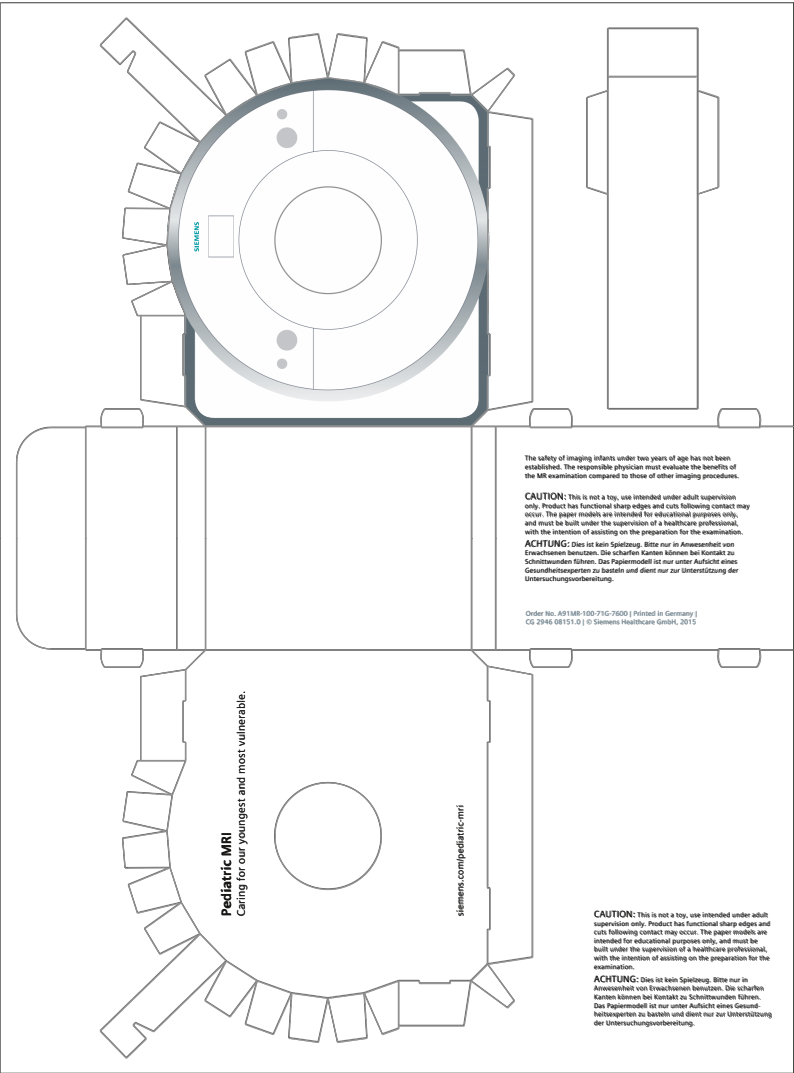 SIEMENS
The safety of imaging infants under two years of age has not been
established. The responsible physician must evaluate the benefits of
the MR examination compared to those of other imaging procedures.
CAUTION: This is not a toy, use intended under adult supervision
only. Product has functional sharp edges and cuts following contact may
occur. The paper models are intended for educational purposes only,
and must be built under the supervision of a healthcare professional,
with the intention of assisting on the preparation for the examination.
ACHTUNG: Dies ist kein Spielzeug. Bitte nur in Anwesenheit von
Erwachsenen benutzen. Die scharfen Kanten können bei Kontakt zu
Schnittwunden führen. Das Papiermodell ist nur unter Aufsicht eines
Gesundheitsexperten zu basteln und dient nur zur Unterstützung der
Untersuchungsvorbereitung.
Order No. A91MR-100-71G-7600 | Printed in Germany |
CG 2946 08151.0 | © Siemens Healthcare GmbH, 2015
Pediatric MRI
Caring for our youngest and most vulnerable.
siemens.com/pediatric-mri
CAUTION: This is not a toy, use intended under adult
supervision only. Product has functional sharp edges and
cuts following contact may occur. The paper models are
intended for educational purposes only, and must be
built under the supervision of a healthcare professional,
with the intention of assisting on the preparation for the
examination.
ACHTUNG: Dies ist kein Spielzeug. Bitte nur in
Anwesenheit von Erwachsenen benutzen. Die scharfen
Kanten können bei Kontakt zu Schnittwunden führen.
Das Papiermodell ist nur unter Aufsicht eines Gesund-
heitsexperten zu basteln und dient nur zur Unterstützung
der Untersuchungsvorbereitung.